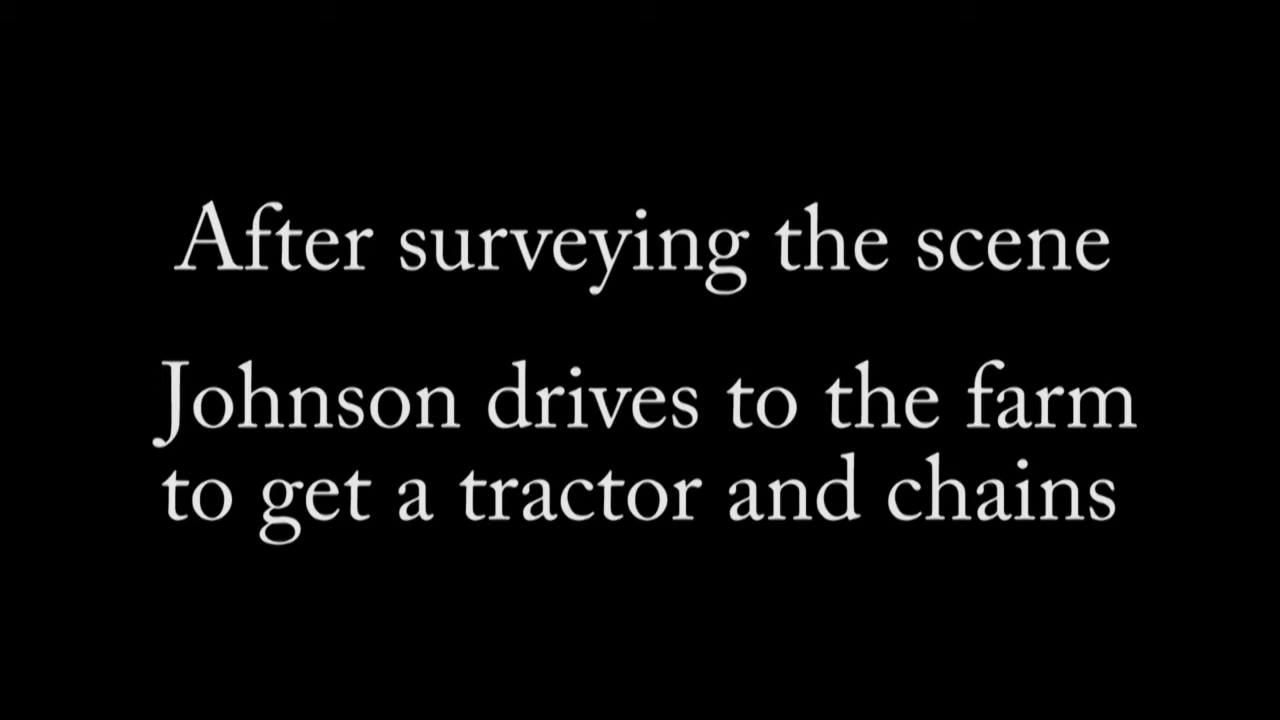 After surveying the scene
Johnson drives to the farm
to get a tractor and chains